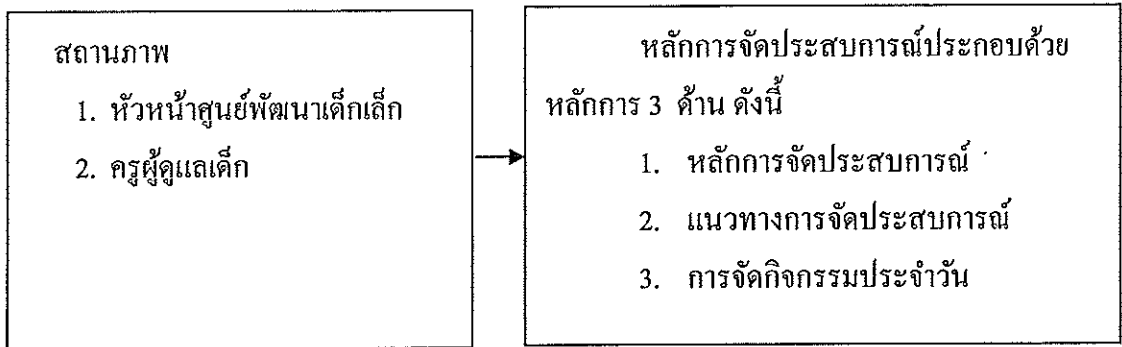 สถานภาพ
1. หัวหน้าศูนย์พัฒนาเด็กเล็ก
2. ครูผู้ดูแลเด็ก
หลักการจัดประสบการณ์ประกอบด้วย
หลักการ 3 ด้าน ดังนี้
1. หลักการจัดประสบการณ์
2. แนวทางการจัดประสบการณ์
3. การจัดกิจกรรมประจำวัน